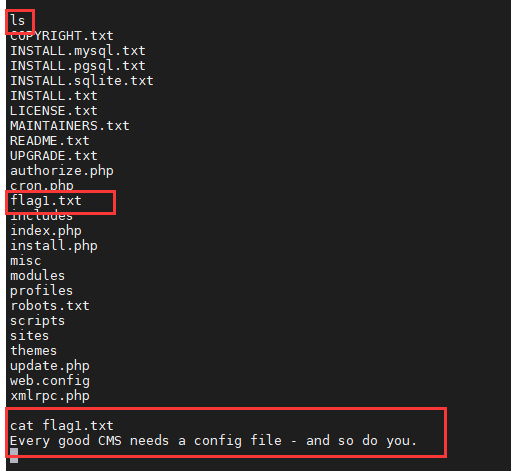 ls
COPYRIGHT.txt
INSTALL.mysql.txt
INSTALL.pgsql.txt
INSTALL.sqlite.txt
INSTALL.txt
LICENSE.txt
MAINTAINERS.txt
README.txt
UPGRADE.txt
authorize.php
cron.php
flag1.txt
includes
index.php
install.php
misc
modules
profiles
robots.txt
scripts
sites
themes
update.php
web.config
xmlrpc.php
cat flag1.txt
Every good CMS needs a config file - and so do you.